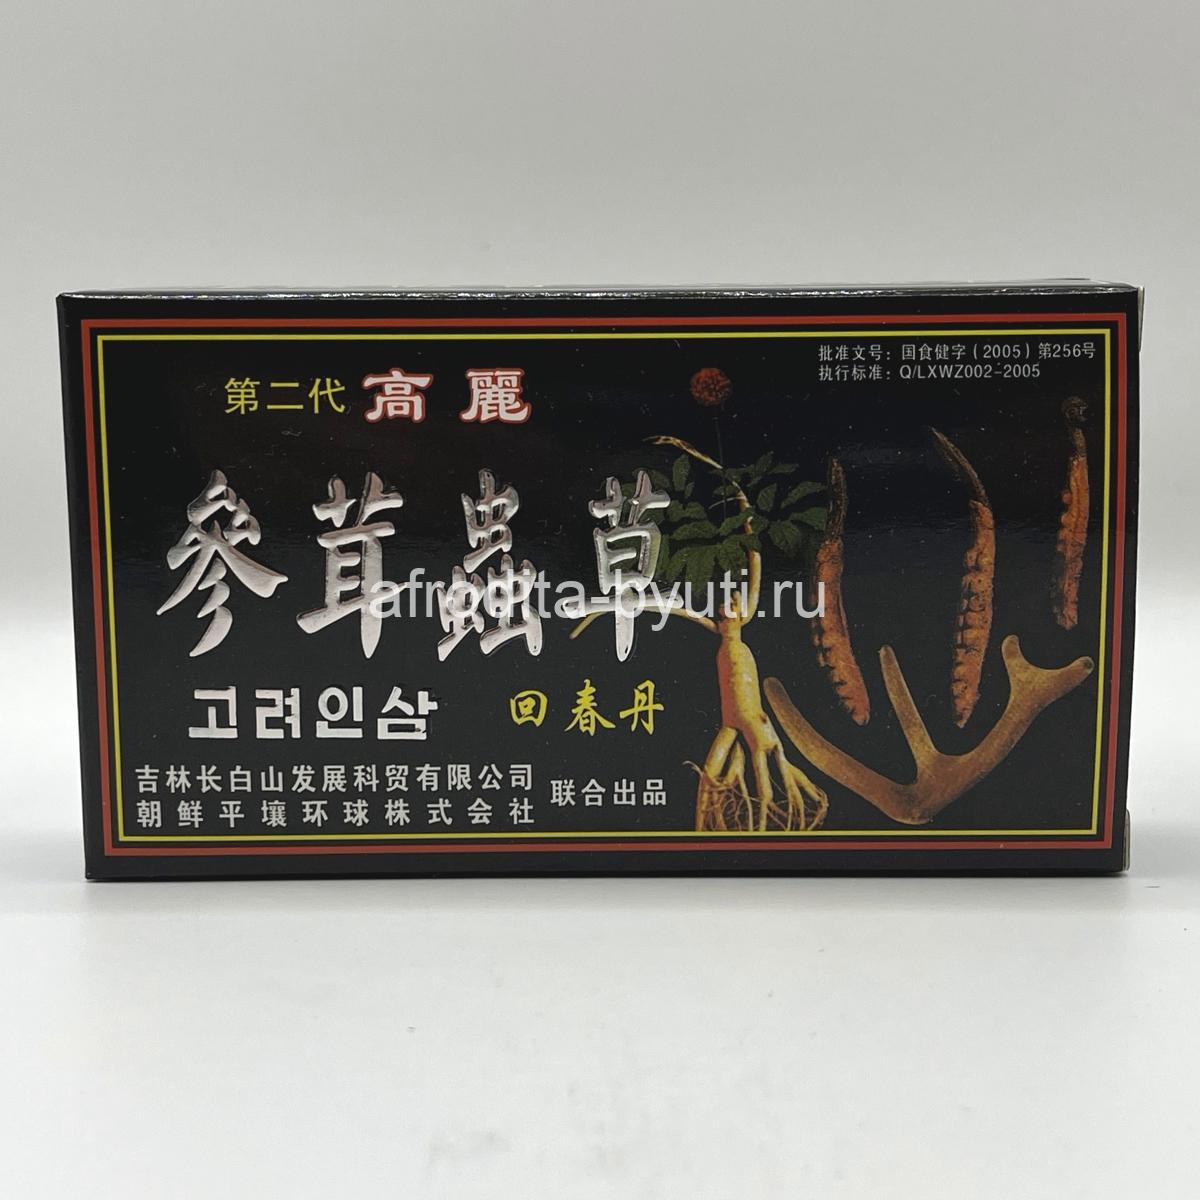 批准文号：国食健字（2005）第256号
执行标准：Q/LXWZ002-2005
第二代 高麗
參茸蟲草
afrodita-byuti.ru
고려인삼 回春丹
吉林长白山发展科贸有限公司
朝鲜平壤环球株式会社
联合出品